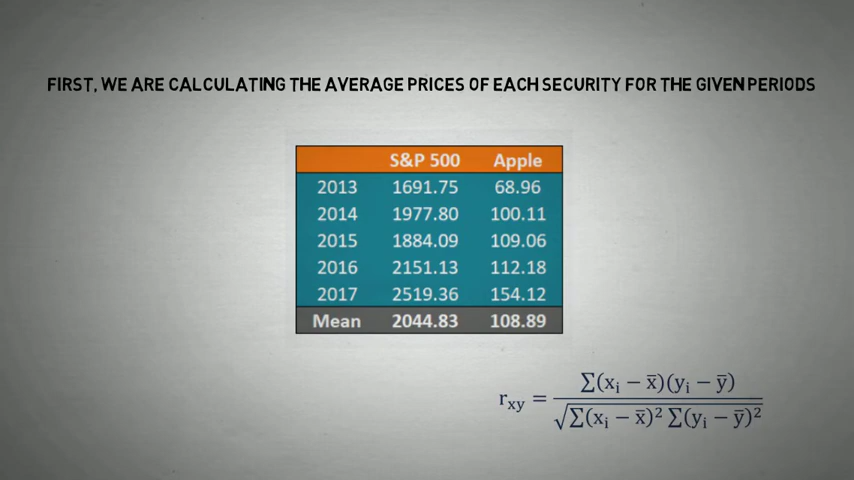 FIRST, WE ARE CALCULATING THE AVERAGE PRICES OF EACH SECURITY FOR THE GIVEN PERIODS
S&P 500 Apple
2013 1691.75 68.96
2014 1977.80 100.11
2015 1884.09 109.06
2016 2151.13 112.18
2017 2519.36 154.12
Mean 2044.83 108.89
∑(xᵢ − x̄)(yᵢ − ȳ)
r_xy =
√∑(xᵢ − x̄)² ∑(yᵢ − ȳ)²